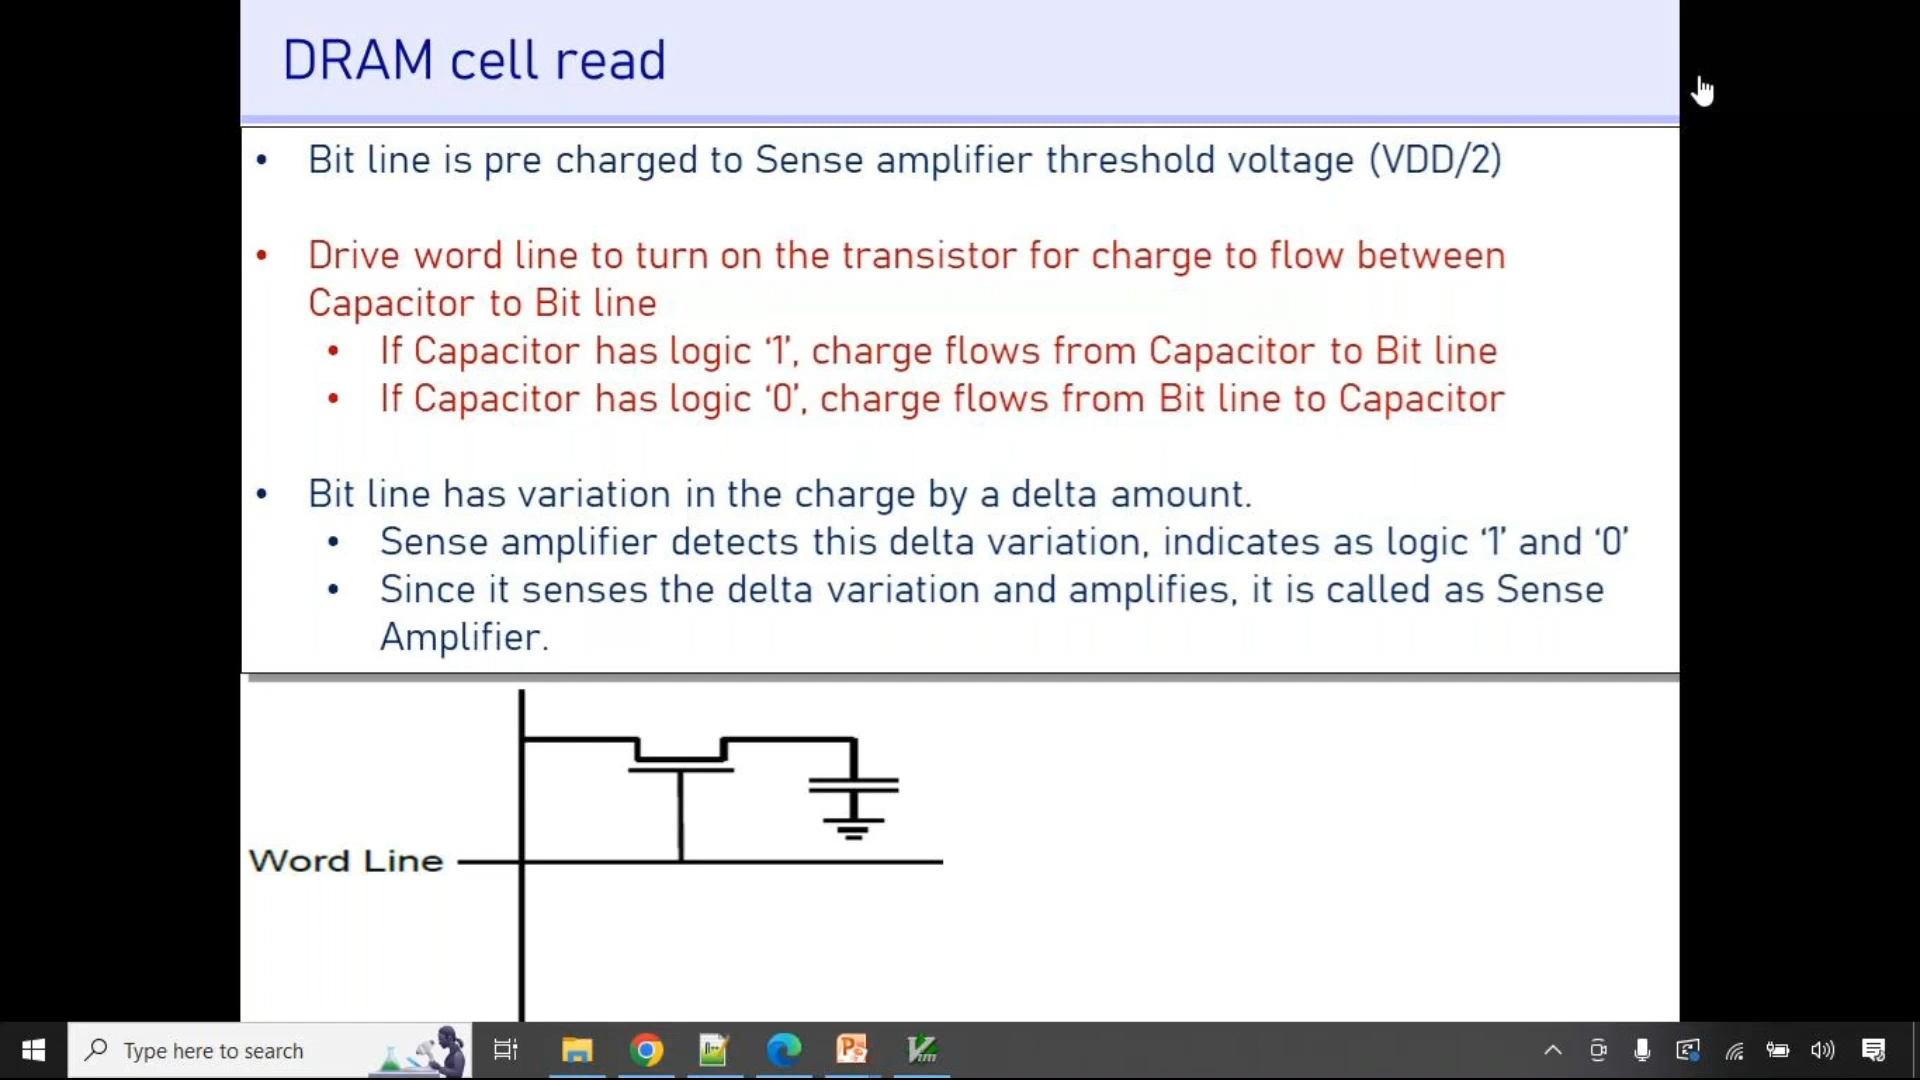 DRAM cell read
• Bit line is pre charged to Sense amplifier threshold voltage (VDD/2)
• Drive word line to turn on the transistor for charge to flow between
Capacitor to Bit line
• If Capacitor has logic ‘1’, charge flows from Capacitor to Bit line
• If Capacitor has logic ‘0’, charge flows from Bit line to Capacitor
• Bit line has variation in the charge by a delta amount.
• Sense amplifier detects this delta variation, indicates as logic ‘1’ and ‘0’
• Since it senses the delta variation and amplifies, it is called as Sense
Amplifier.
Word Line
Type here to search